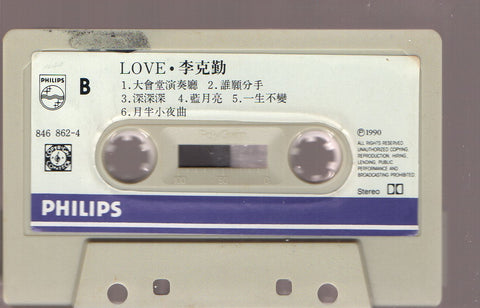 PHILIPS
B
LOVE·李克勤
1.大會堂演奏廳 2.誰願分手
3.深深深 4.藍月亮 5.一生不變
6.月半小夜曲
846 862-4
Ⓟ1990
ALL RIGHTS RESERVED
UNAUTHORIZED COPYING,
REPRODUCTION, HIRING,
LENDING, PUBLIC
PERFORMANCE AND
BROADCASTING PROHIBITED
Stereo
PHILIPS